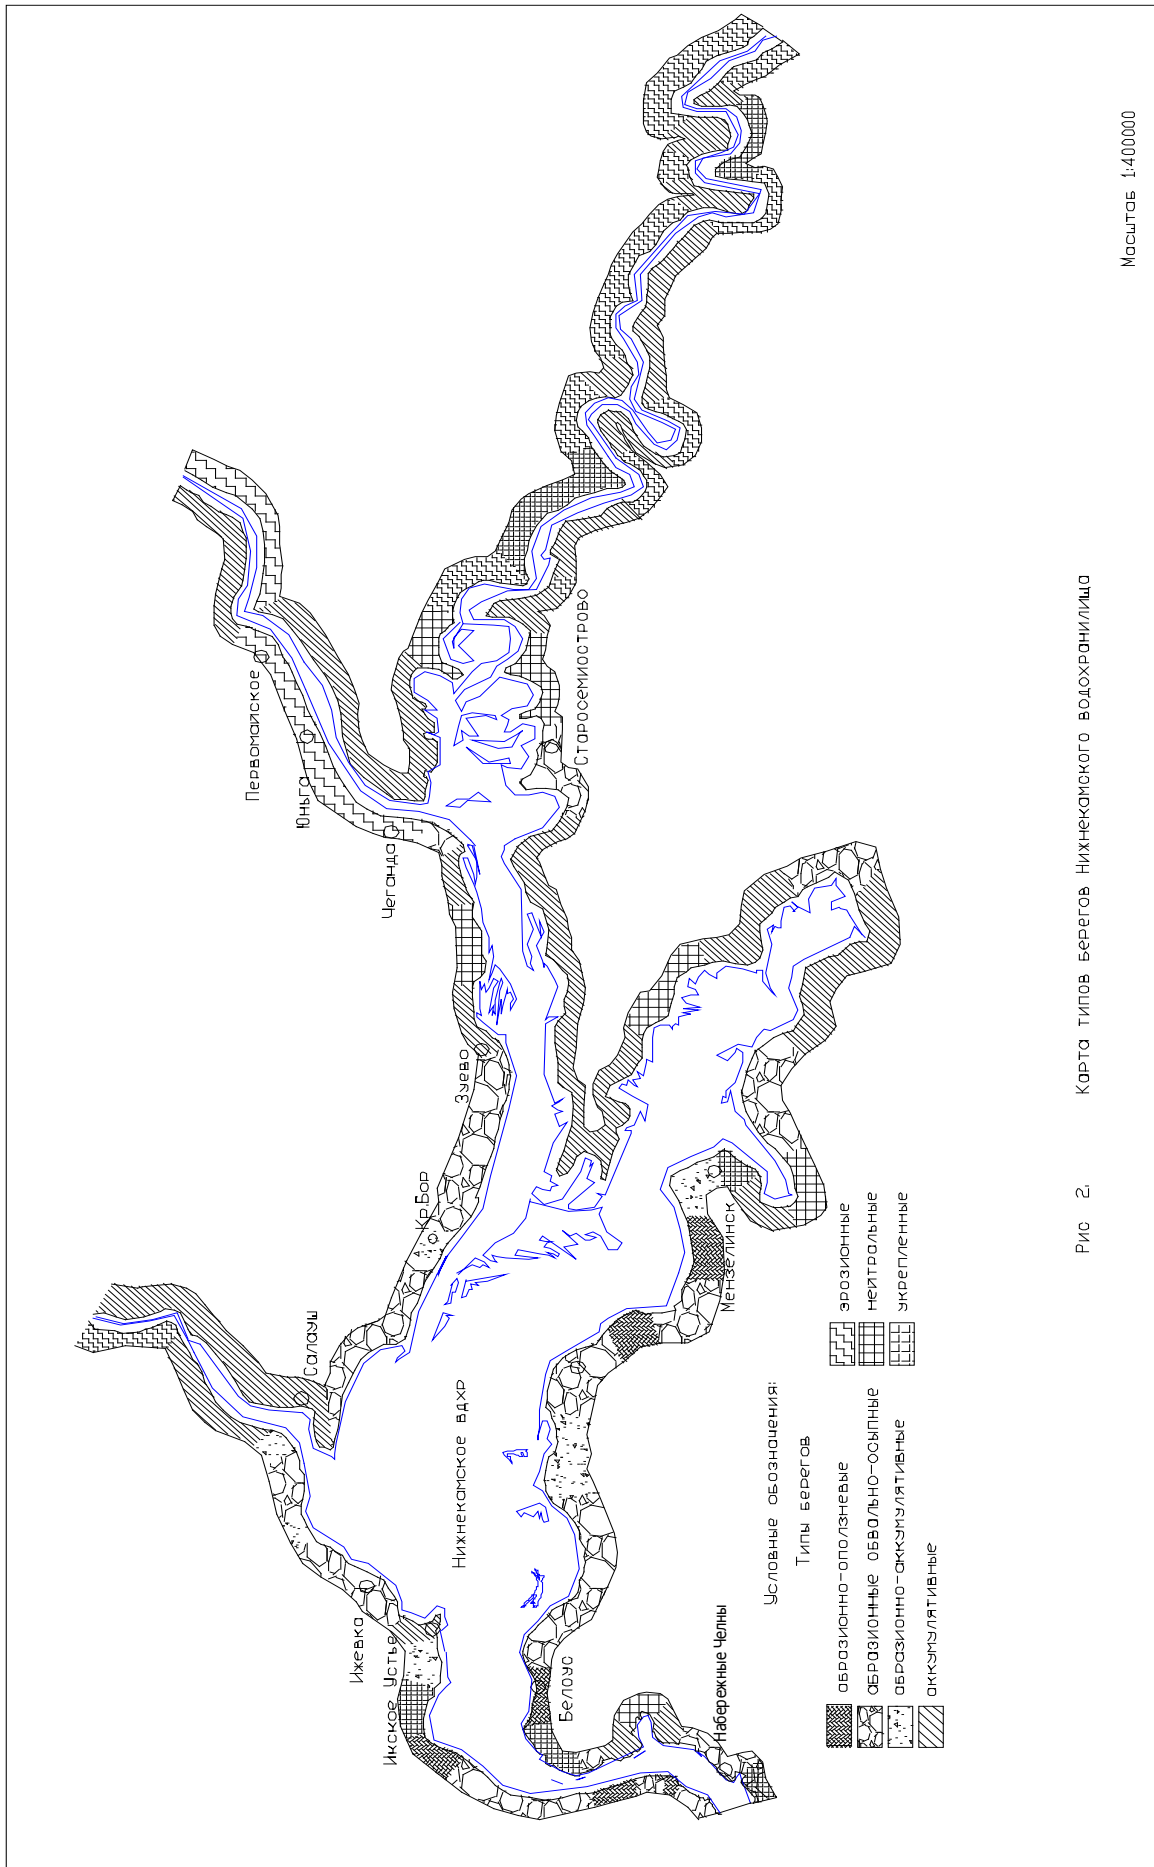 Первомайское
Юньга
Чеганда
Старосемиострово
Зуево
Кр.Бор
Салауш
Мензелинск
Нижнекамское вдхр
Ижевка
Икское Устье
Белоус
Набережные Челны
Условные обозначения:
Типы берегов
абразионно-оползневые
абразионные обвально-осыпные
абразионно-аккумулятивные
аккумулятивные
эрозионные
нейтральные
укрепленные
Рис 2. Карта типов берегов Нижнекамского водохранилища
Масштаб 1:400000